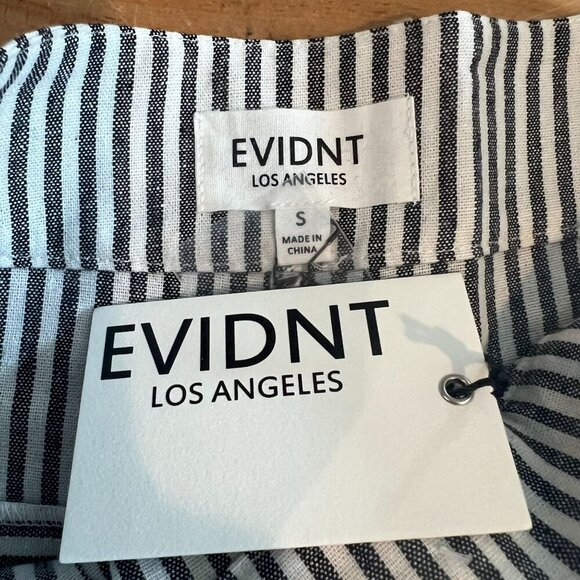 EVIDNT
LOS ANGELES
S
MADE IN
CHINA
EVIDNT
LOS ANGELES